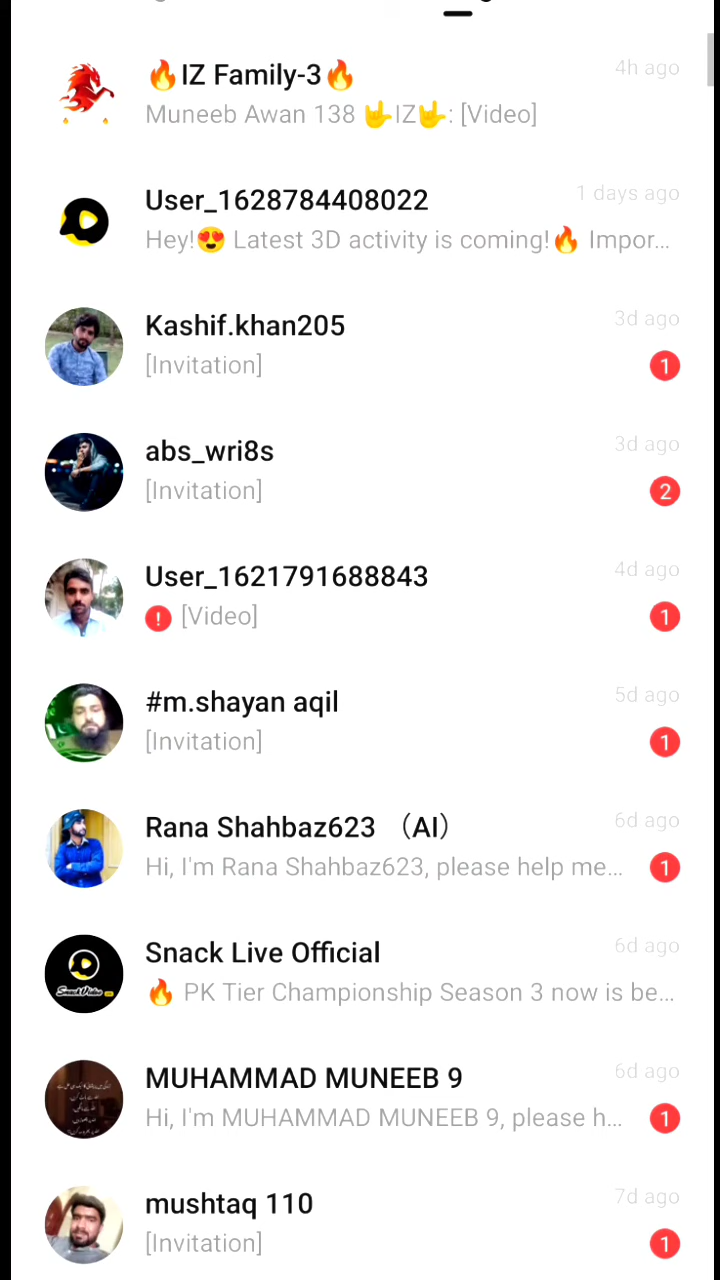 🔥IZ Family-3🔥
4h ago
Muneeb Awan 138 🤟IZ🤟: [Video]
User_1628784408022
1 days ago
Hey!😍 Latest 3D activity is coming!🔥 Impor...
Kashif.khan205
3d ago
[Invitation]
1
abs_wri8s
3d ago
[Invitation]
2
User_1621791688843
4d ago
! [Video]
1
#m.shayan aqil
5d ago
[Invitation]
1
Rana Shahbaz623 （AI）
6d ago
Hi, I'm Rana Shahbaz623, please help me...
1
Snack Live Official
6d ago
SnackVideo
🔥 PK Tier Championship Season 3 now is be...
MUHAMMAD MUNEEB 9
6d ago
Hi, I'm MUHAMMAD MUNEEB 9, please h...
1
mushtaq 110
7d ago
[Invitation]
1